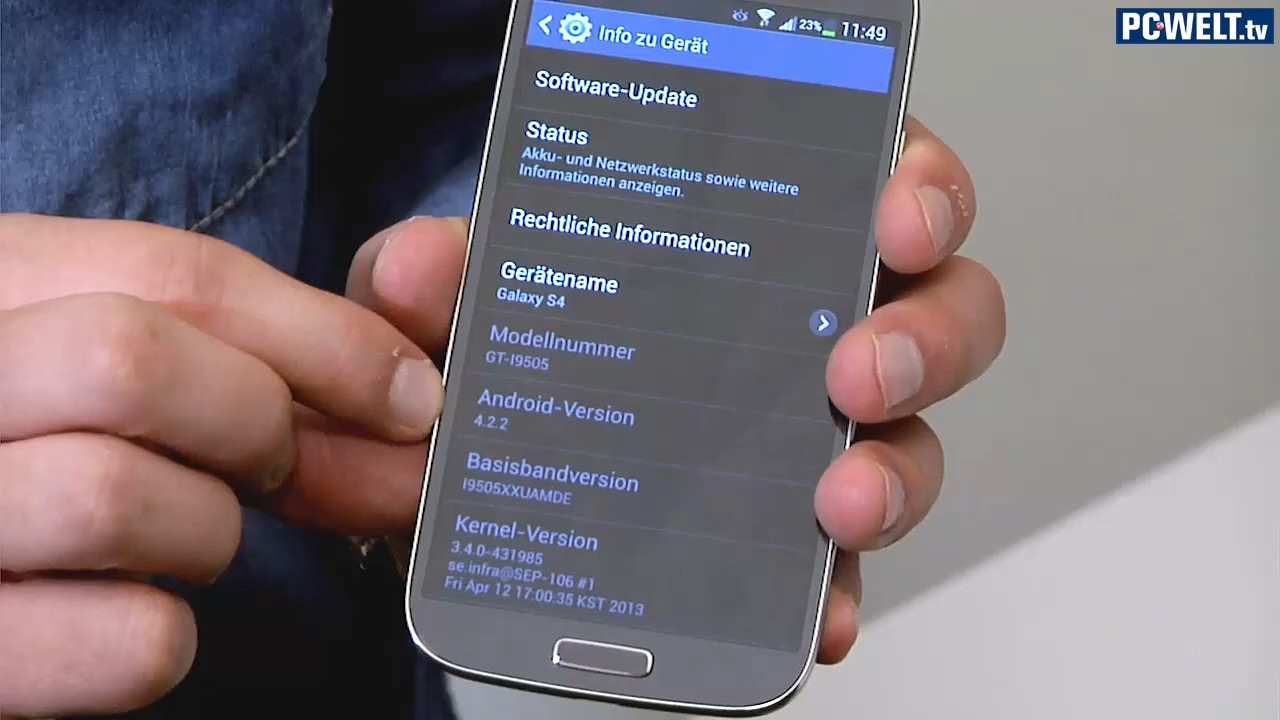 PCWELT.tv
23% 11:49
Info zu Gerät
Software-Update
Status
Akku- und Netzwerkstatus sowie weitere
Informationen anzeigen.
Rechtliche Informationen
Gerätename
Galaxy S4
Modellnummer
GT-I9505
Android-Version
4.2.2
Basisbandversion
I9505XXUAMDE
Kernel-Version
3.4.0-431985
se.infra@SEP-106 #1
Fri Apr 12 17:00:35 KST 2013